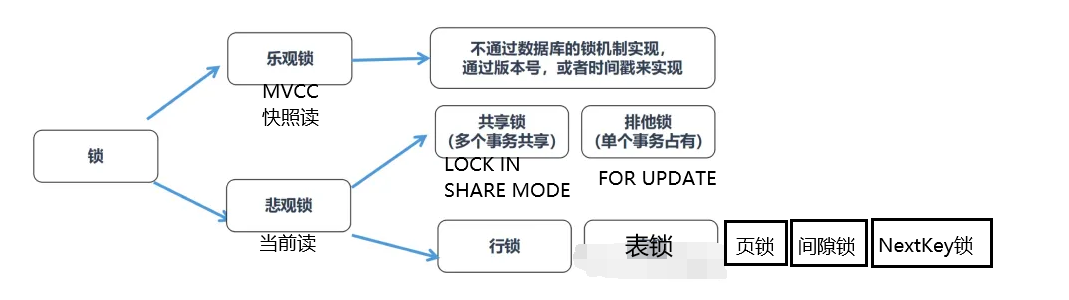 乐观锁
不通过数据库的锁机制实现，
通过版本号，或者时间戳来实现
MVCC
快照读
锁
共享锁
（多个事务共享）
排他锁
（单个事务占有）
LOCK IN
SHARE MODE
FOR UPDATE
悲观锁
当前读
行锁
表锁
页锁
间隙锁
NextKey锁